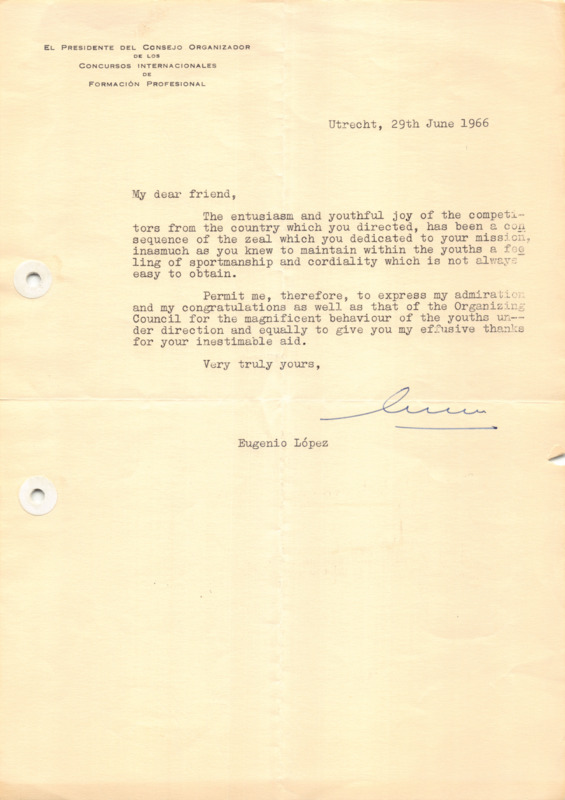 EL PRESIDENTE DEL CONSEJO ORGANIZADOR
DE LOS
CONCURSOS INTERNACIONALES
DE
FORMACIÓN PROFESIONAL
Utrecht, 29th June 1966
My dear friend,
The entusiasm and youthful joy of the competi-
tors from the country which you directed, has been a con
sequence of the zeal which you dedicated to your mission,
inasmuch as you knew to maintain within the youths a fee
ling of sportmanship and cordiality which is not always
easy to obtain.
Permit me, therefore, to express my admiration
and my congratulations as well as that of the Organizing
Council for the magnificent behaviour of the youths un--
der direction and equally to give you my effusive thanks
for your inestimable aid.
Very truly yours,
Eugenio López